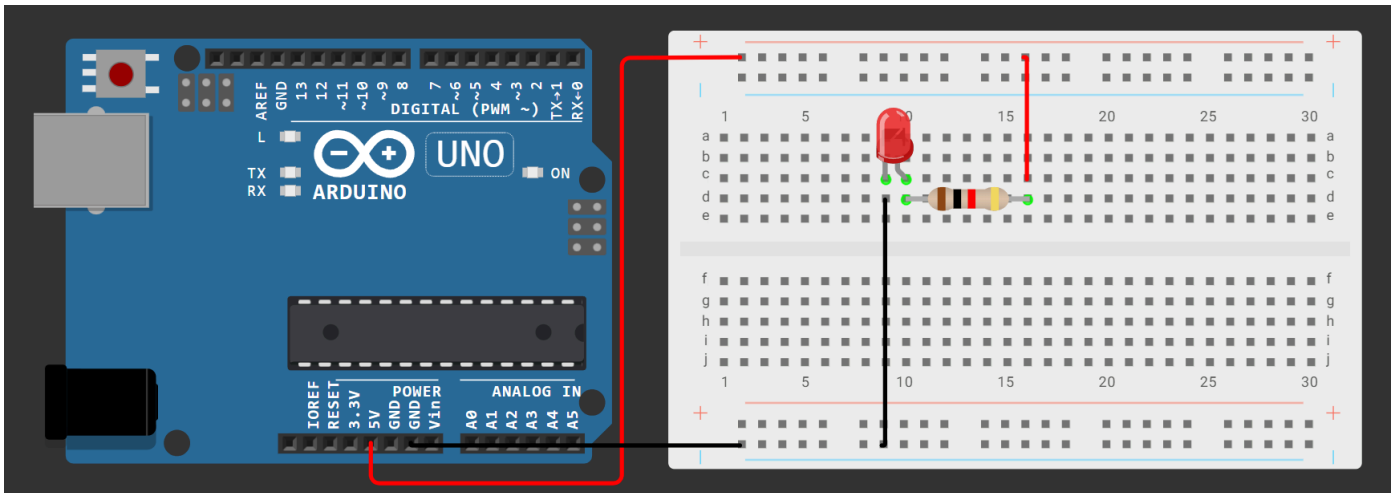 + +
AREF GND 13 12 ~11 ~10 ~9 8 7 ~6 ~5 4 ~3 2 TX→1 RX←0
DIGITAL (PWM ~)
1 5 10 15 20 25 30
L
a a
b b
UNO
TX ON
c c
RX ARDUINO
d d
e e
f f
g g
h h
i i
j j
1 5 10 15 20 25 30
POWER ANALOG IN
IOREF RESET 3.3V 5V GND GND Vin A0 A1 A2 A3 A4 A5
+ +